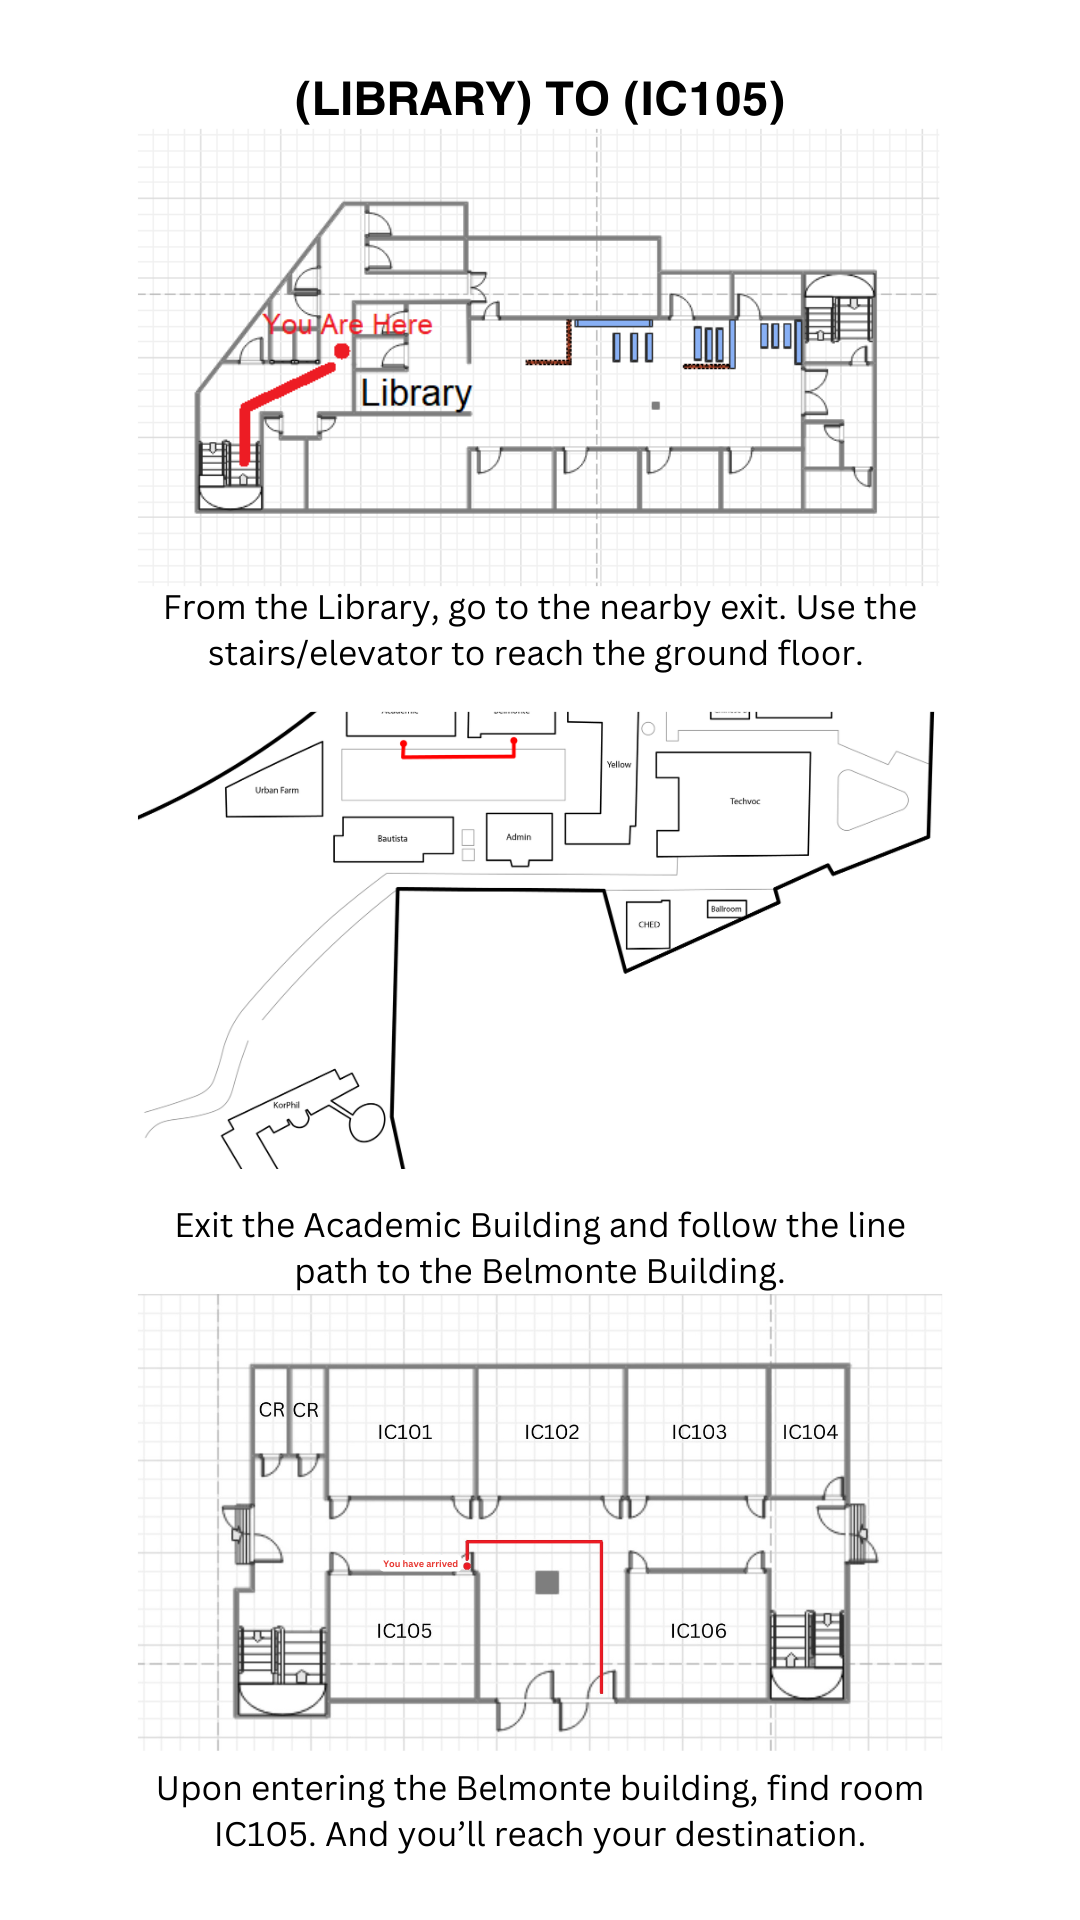 (LIBRARY) TO (IC105)
You Are Here
Library
From the Library, go to the nearby exit. Use the
stairs/elevator to reach the ground floor.
Academic
Belmonte
Yellow
Urban Farm
Techvoc
Bautista
Admin
CHED
Ballroom
KorPhil
Exit the Academic Building and follow the line
path to the Belmonte Building.
CR
CR
IC101
IC102
IC103
IC104
You have arrived
IC105
IC106
Upon entering the Belmonte building, find room
IC105. And you’ll reach your destination.